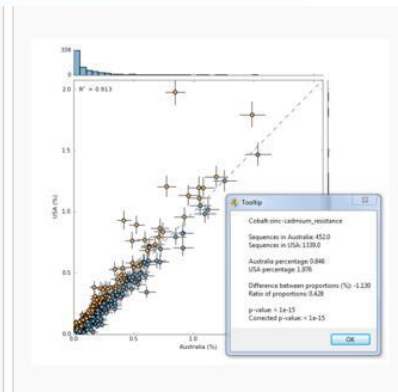 338
0
2.0
R² = 0.913
1.5
USA (%)
1.0
0.5
0.0
0.0
0.5
1.0
Australia (%)
Tooltip
Cobalt-zinc-cadmium_resistance
Sequences in Australia: 452.0
Sequences in USA: 1339.0
Australia percentage: 0.846
USA percentage: 1.976
Difference between proportions (%): -1.130
Ratio of proportions: 0.428
p-value: < 1e-15
Corrected p-value: < 1e-15
OK